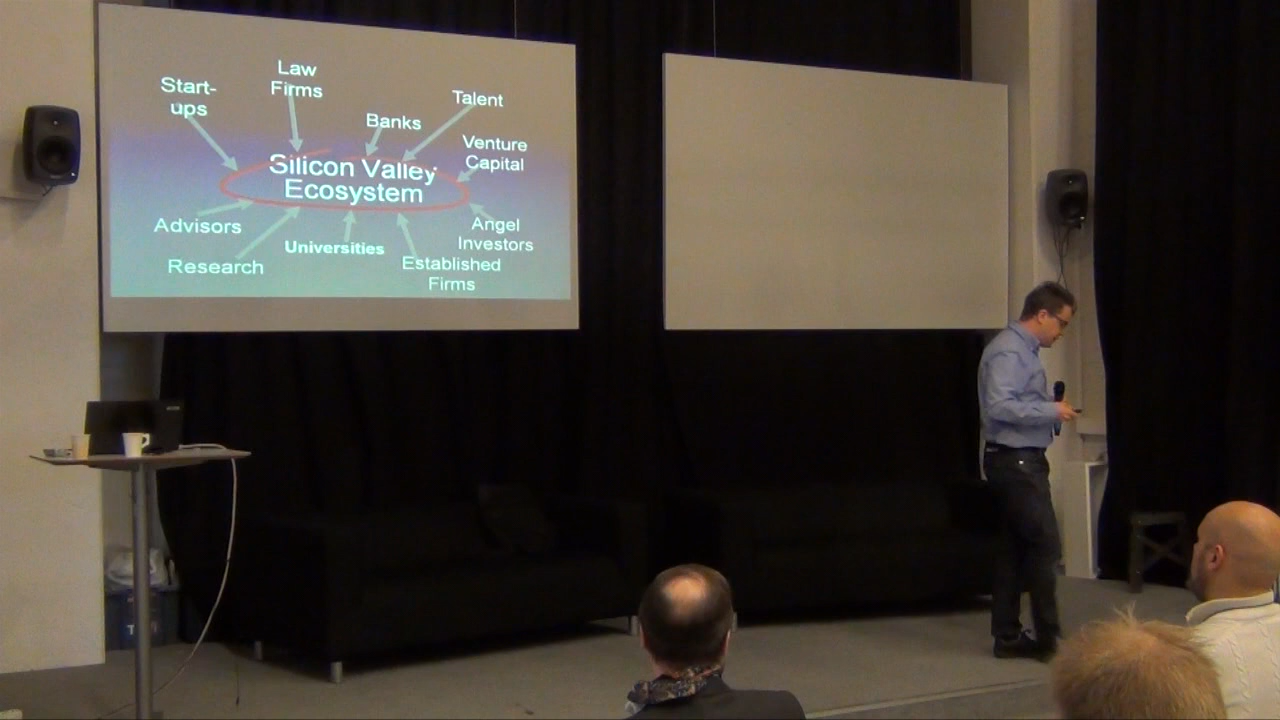 Law
Firms
Start-
ups
Talent
Banks
Venture
Capital
Silicon Valley
Ecosystem
Advisors
Universities
Angel
Investors
Research
Established
Firms